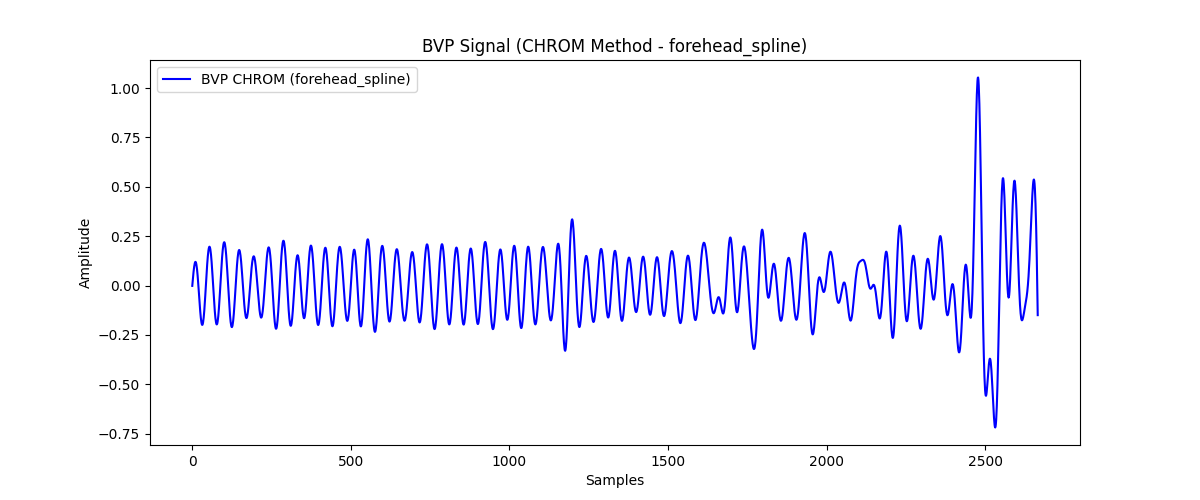 BVP Signal (CHROM Method - forehead_spline)
BVP CHROM (forehead_spline)
1.00
0.75
0.50
0.25
0.00
−0.25
−0.50
−0.75
Amplitude
0 500 1000 1500 2000 2500
Samples